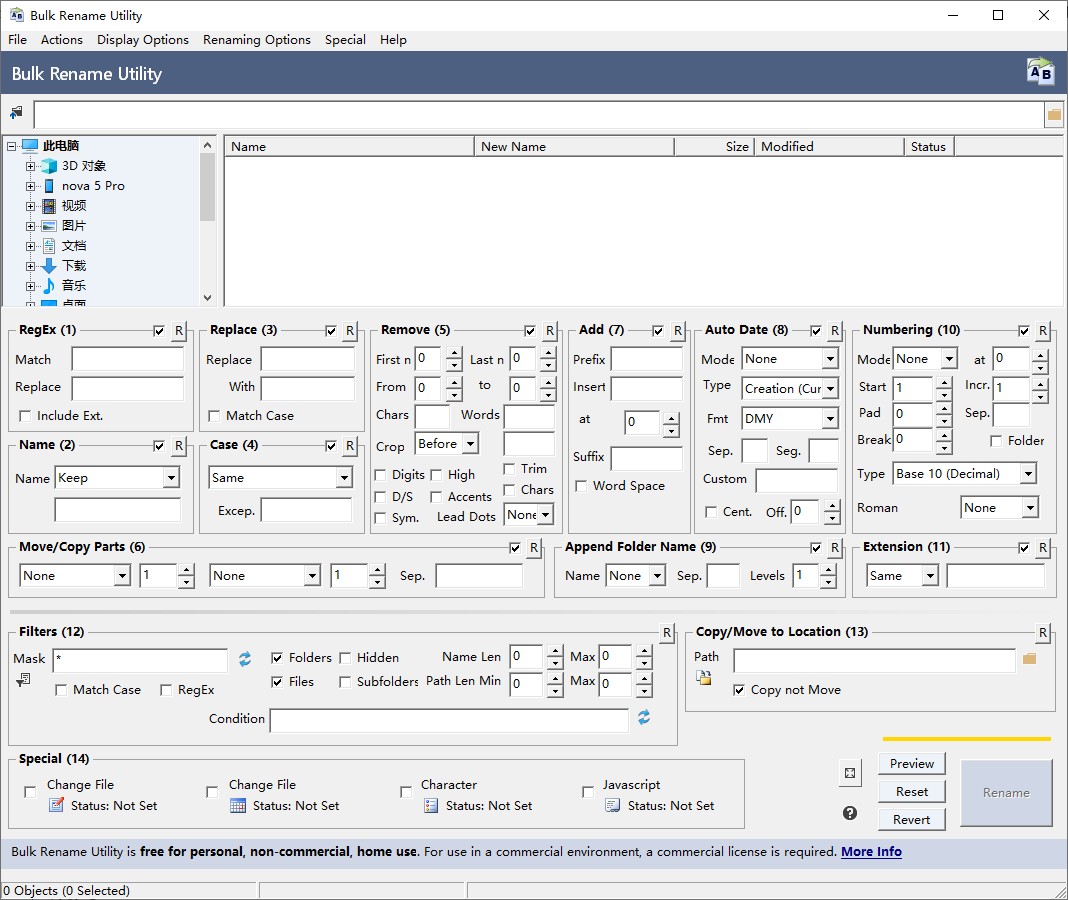 Bulk Rename Utility
File Actions Display Options Renaming Options Special Help
Bulk Rename Utility
Name New Name Size Modified Status
此电脑
3D 对象
nova 5 Pro
视频
图片
文档
下载
音乐
桌面
RegEx (1) R
Match
Replace
Include Ext.
Replace (3) R
Replace
With
Match Case
Remove (5) R
First n 0 Last n 0
From 0 to 0
Chars Words
Crop Before
Digits High Trim
D/S Accents Chars
Sym. Lead Dots None
Add (7) R
Prefix
Insert
at 0
Suffix
Word Space
Auto Date (8) R
Mode None
Type Creation (Cur
Fmt DMY
Sep. Seg.
Custom
Cent. Off. 0
Numbering (10) R
Mode None at 0
Start 1 Incr. 1
Pad 0 Sep.
Break 0 Folder
Type Base 10 (Decimal)
Roman None
Name (2) R
Name Keep
Case (4) R
Same
Excep.
Move/Copy Parts (6) R
None 1 None 1 Sep.
Append Folder Name (9) R
Name None Sep. Levels 1
Extension (11) R
Same
Filters (12) R
Mask * Folders Hidden Name Len 0 Max 0
Match Case RegEx Files Subfolders Path Len Min 0 Max 0
Condition
Copy/Move to Location (13) R
Path
Copy not Move
Special (14)
Change File
Status: Not Set
Change File
Status: Not Set
Character
Status: Not Set
Javascript
Status: Not Set
Preview
Reset
Revert
Rename
Bulk Rename Utility is free for personal, non-commercial, home use. For use in a commercial environment, a commercial license is required. More Info
0 Objects (0 Selected)